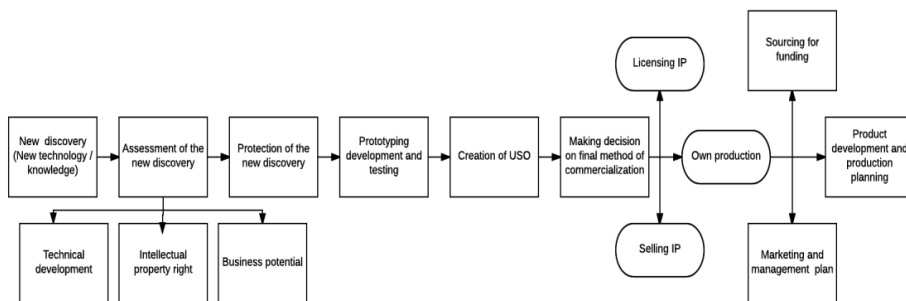 Sourcing for
funding
Licensing IP
New discovery
(New technology /
knowledge)
Assessment of the
new discovery
Protection of the
new discovery
Prototyping
development and
testing
Creation of USO
Making decision
on final method of
commercialization
Own production
Product
development and
production
planning
Technical
development
Intellectual
property right
Business potential
Selling IP
Marketing and
management plan